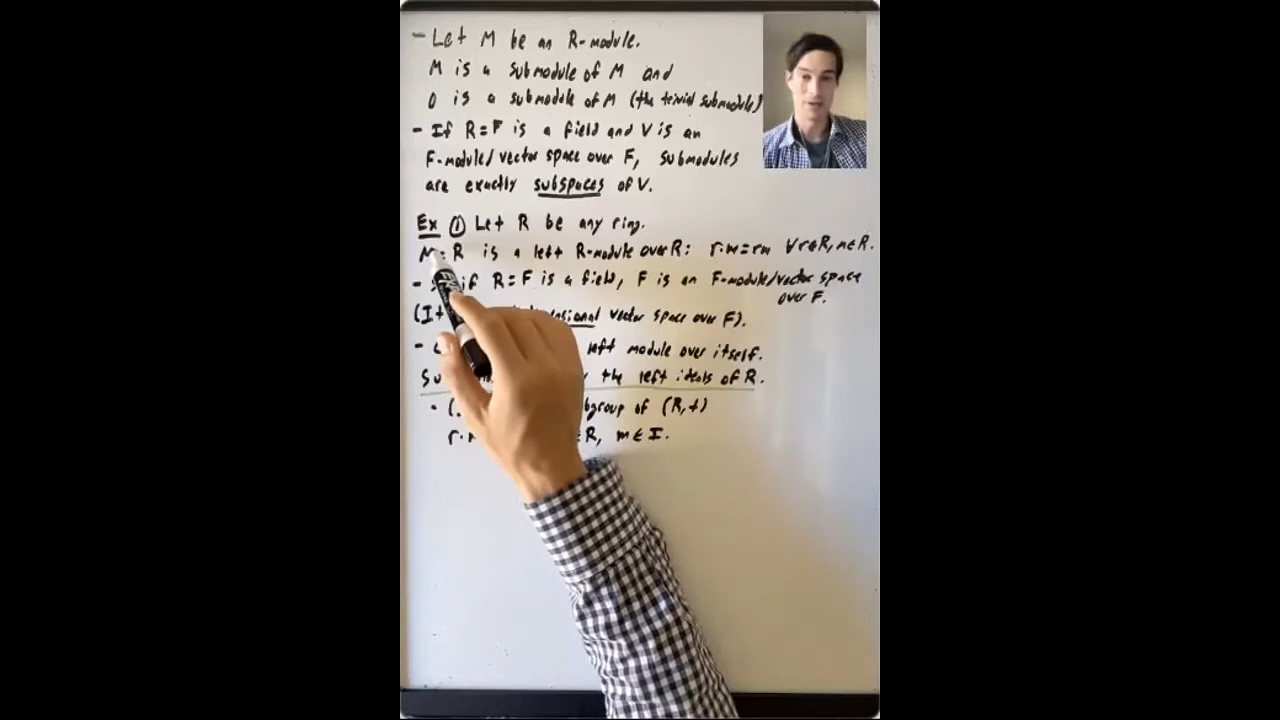 - Let M be an R-module.
M is a submodule of M and
0 is a submodule of M (the trivial submodule)
- If R=F is a field and V is an
F-module/vector space over F, submodules
are exactly subspaces of V.
Ex ① Let R be any ring.
M=R is a left R-module over R: r·m=rm ∀r∈R, m∈R.
- if R=F is a field, F is an F-module/vector space
over F.
(It vector space over F).
- left module over itself.
the left ideals of R.
· (R,+)
R, m∈I.